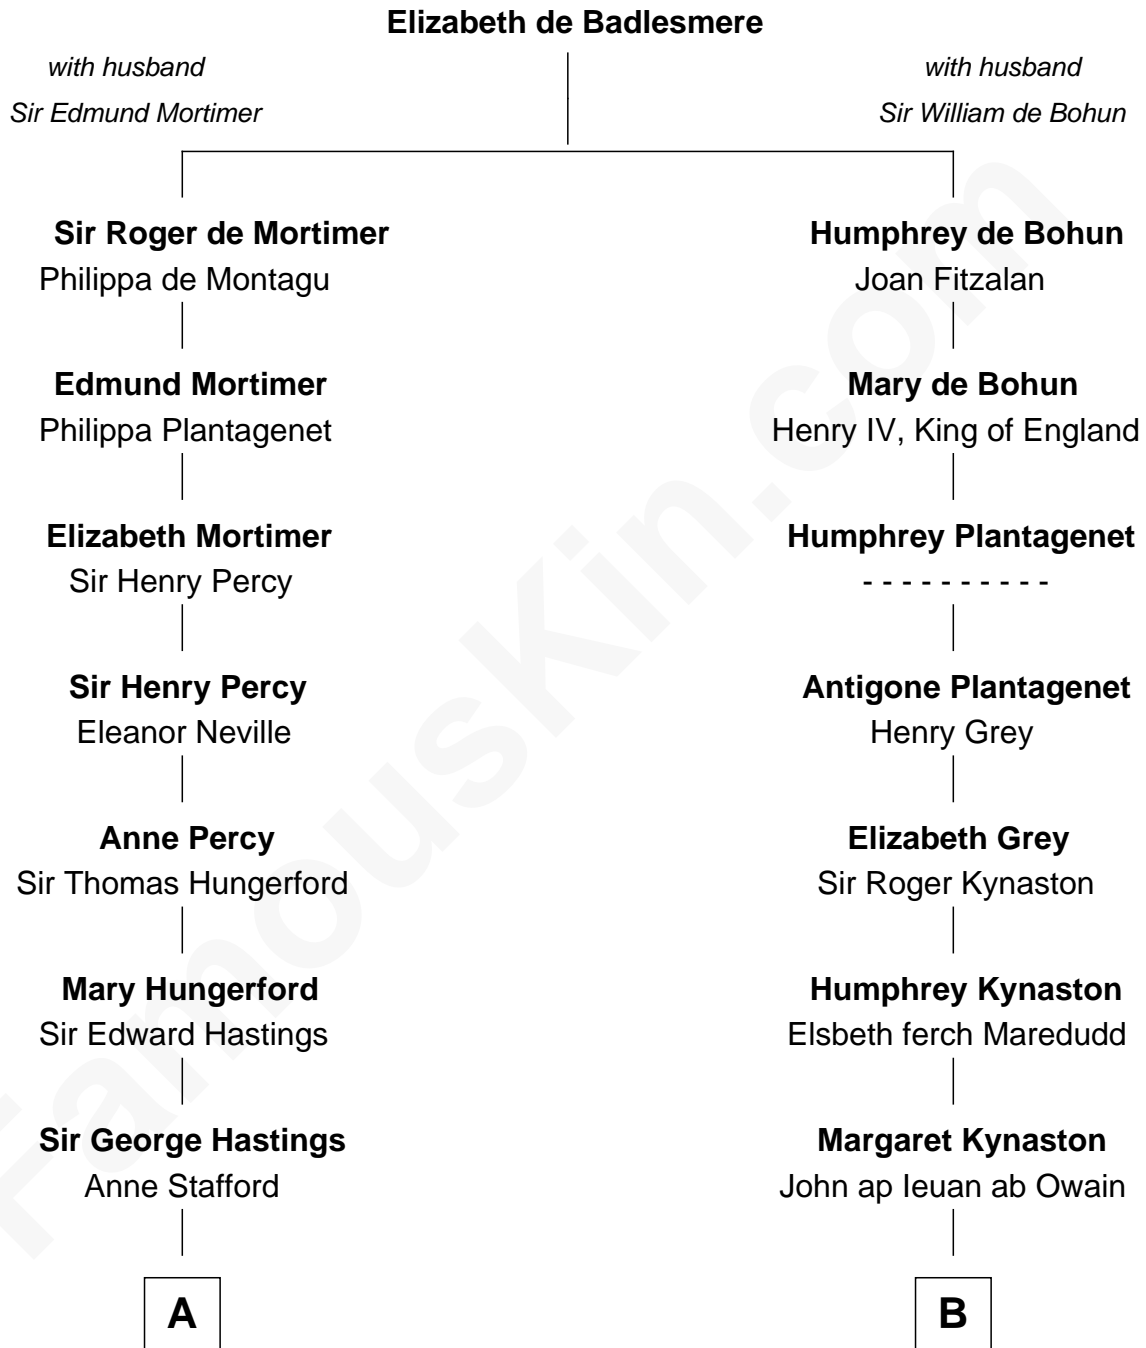 Elizabeth de Badlesmere
with husband
Sir Edmund Mortimer
with husband
Sir William de Bohun
Sir Roger de Mortimer
Philippa de Montagu
Humphrey de Bohun
Joan Fitzalan
Edmund Mortimer
Philippa Plantagenet
Mary de Bohun
Henry IV, King of England
Elizabeth Mortimer
Sir Henry Percy
Humphrey Plantagenet
- - - - - - - - - -
Sir Henry Percy
Eleanor Neville
Antigone Plantagenet
Henry Grey
Anne Percy
Sir Thomas Hungerford
Elizabeth Grey
Sir Roger Kynaston
Mary Hungerford
Sir Edward Hastings
Humphrey Kynaston
Elsbeth ferch Maredudd
Sir George Hastings
Anne Stafford
Margaret Kynaston
John ap Ieuan ab Owain
A
B
FamousKin.com